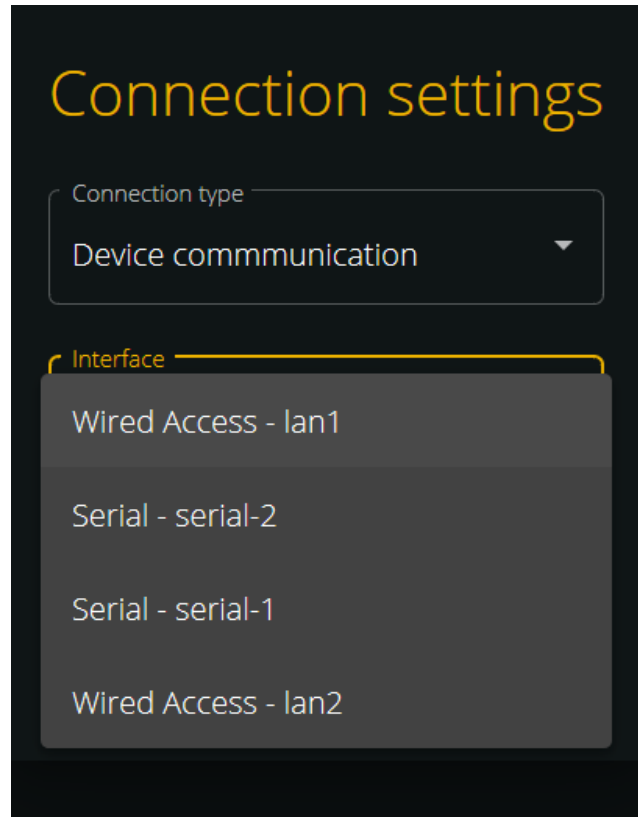 Connection settings
Connection type
Device commmunication
Interface
Wired Access - lan1
Serial - serial-2
Serial - serial-1
Wired Access - lan2